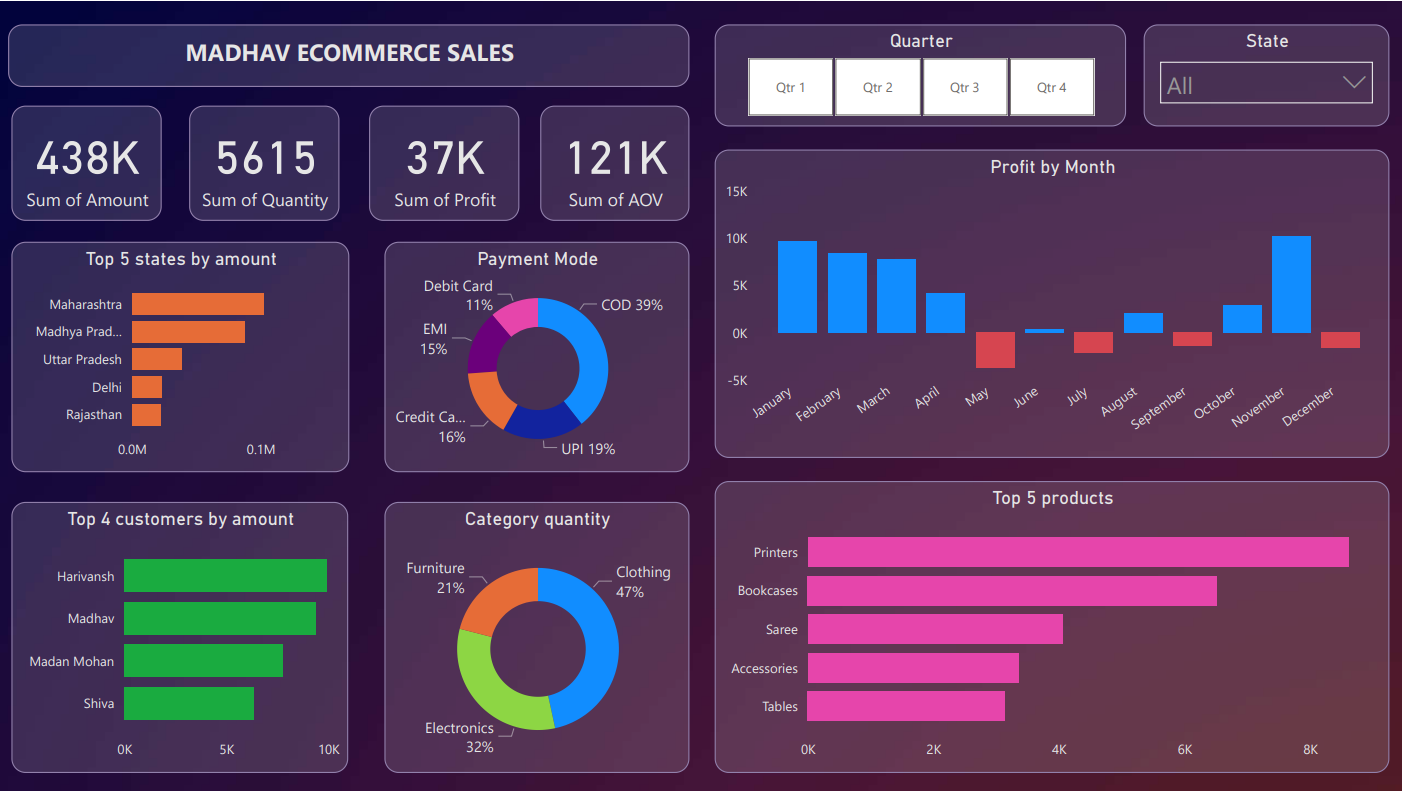 MADHAV ECOMMERCE SALES
Quarter
Qtr 1
Qtr 2
Qtr 3
Qtr 4
State
All
438K
Sum of Amount
5615
Sum of Quantity
37K
Sum of Profit
121K
Sum of AOV
Profit by Month
15K
10K
5K
0K
-5K
January
February
March
April
May
June
July
August
September
October
November
December
Top 5 states by amount
Maharashtra
Madhya Prad...
Uttar Pradesh
Delhi
Rajasthan
0.0M
0.1M
Payment Mode
Debit Card
11%
COD 39%
EMI
15%
Credit Ca...
16%
UPI 19%
Top 4 customers by amount
Harivansh
Madhav
Madan Mohan
Shiva
0K
5K
10K
Category quantity
Furniture
21%
Clothing
47%
Electronics
32%
Top 5 products
Printers
Bookcases
Saree
Accessories
Tables
0K
2K
4K
6K
8K